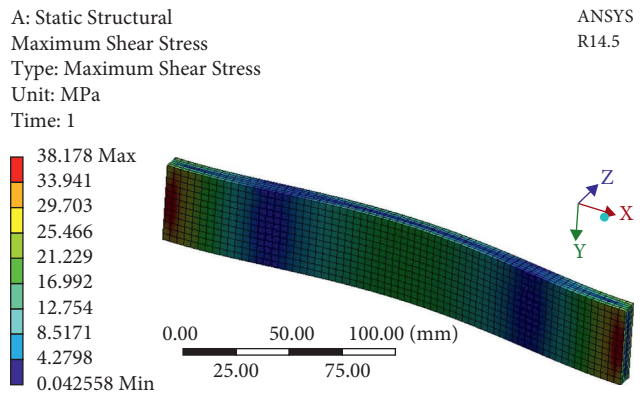 A: Static Structural
Maximum Shear Stress
Type: Maximum Shear Stress
Unit: MPa
Time: 1
ANSYS
R14.5
38.178 Max
33.941
29.703
25.466
21.229
16.992
12.754
8.5171
4.2798
0.042558 Min
Z
X
Y
0.00 50.00 100.00 (mm)
25.00 75.00